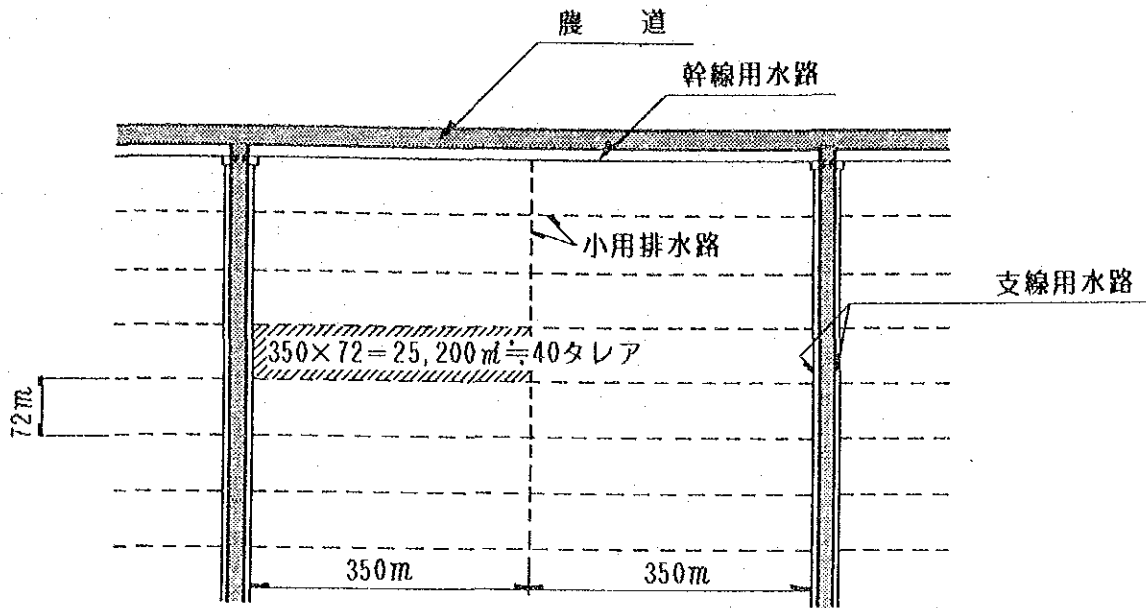 農 道
幹線用水路
小用排水路
支線用水路
350×72=25,200㎡≒40タレア
72m
350m 350m